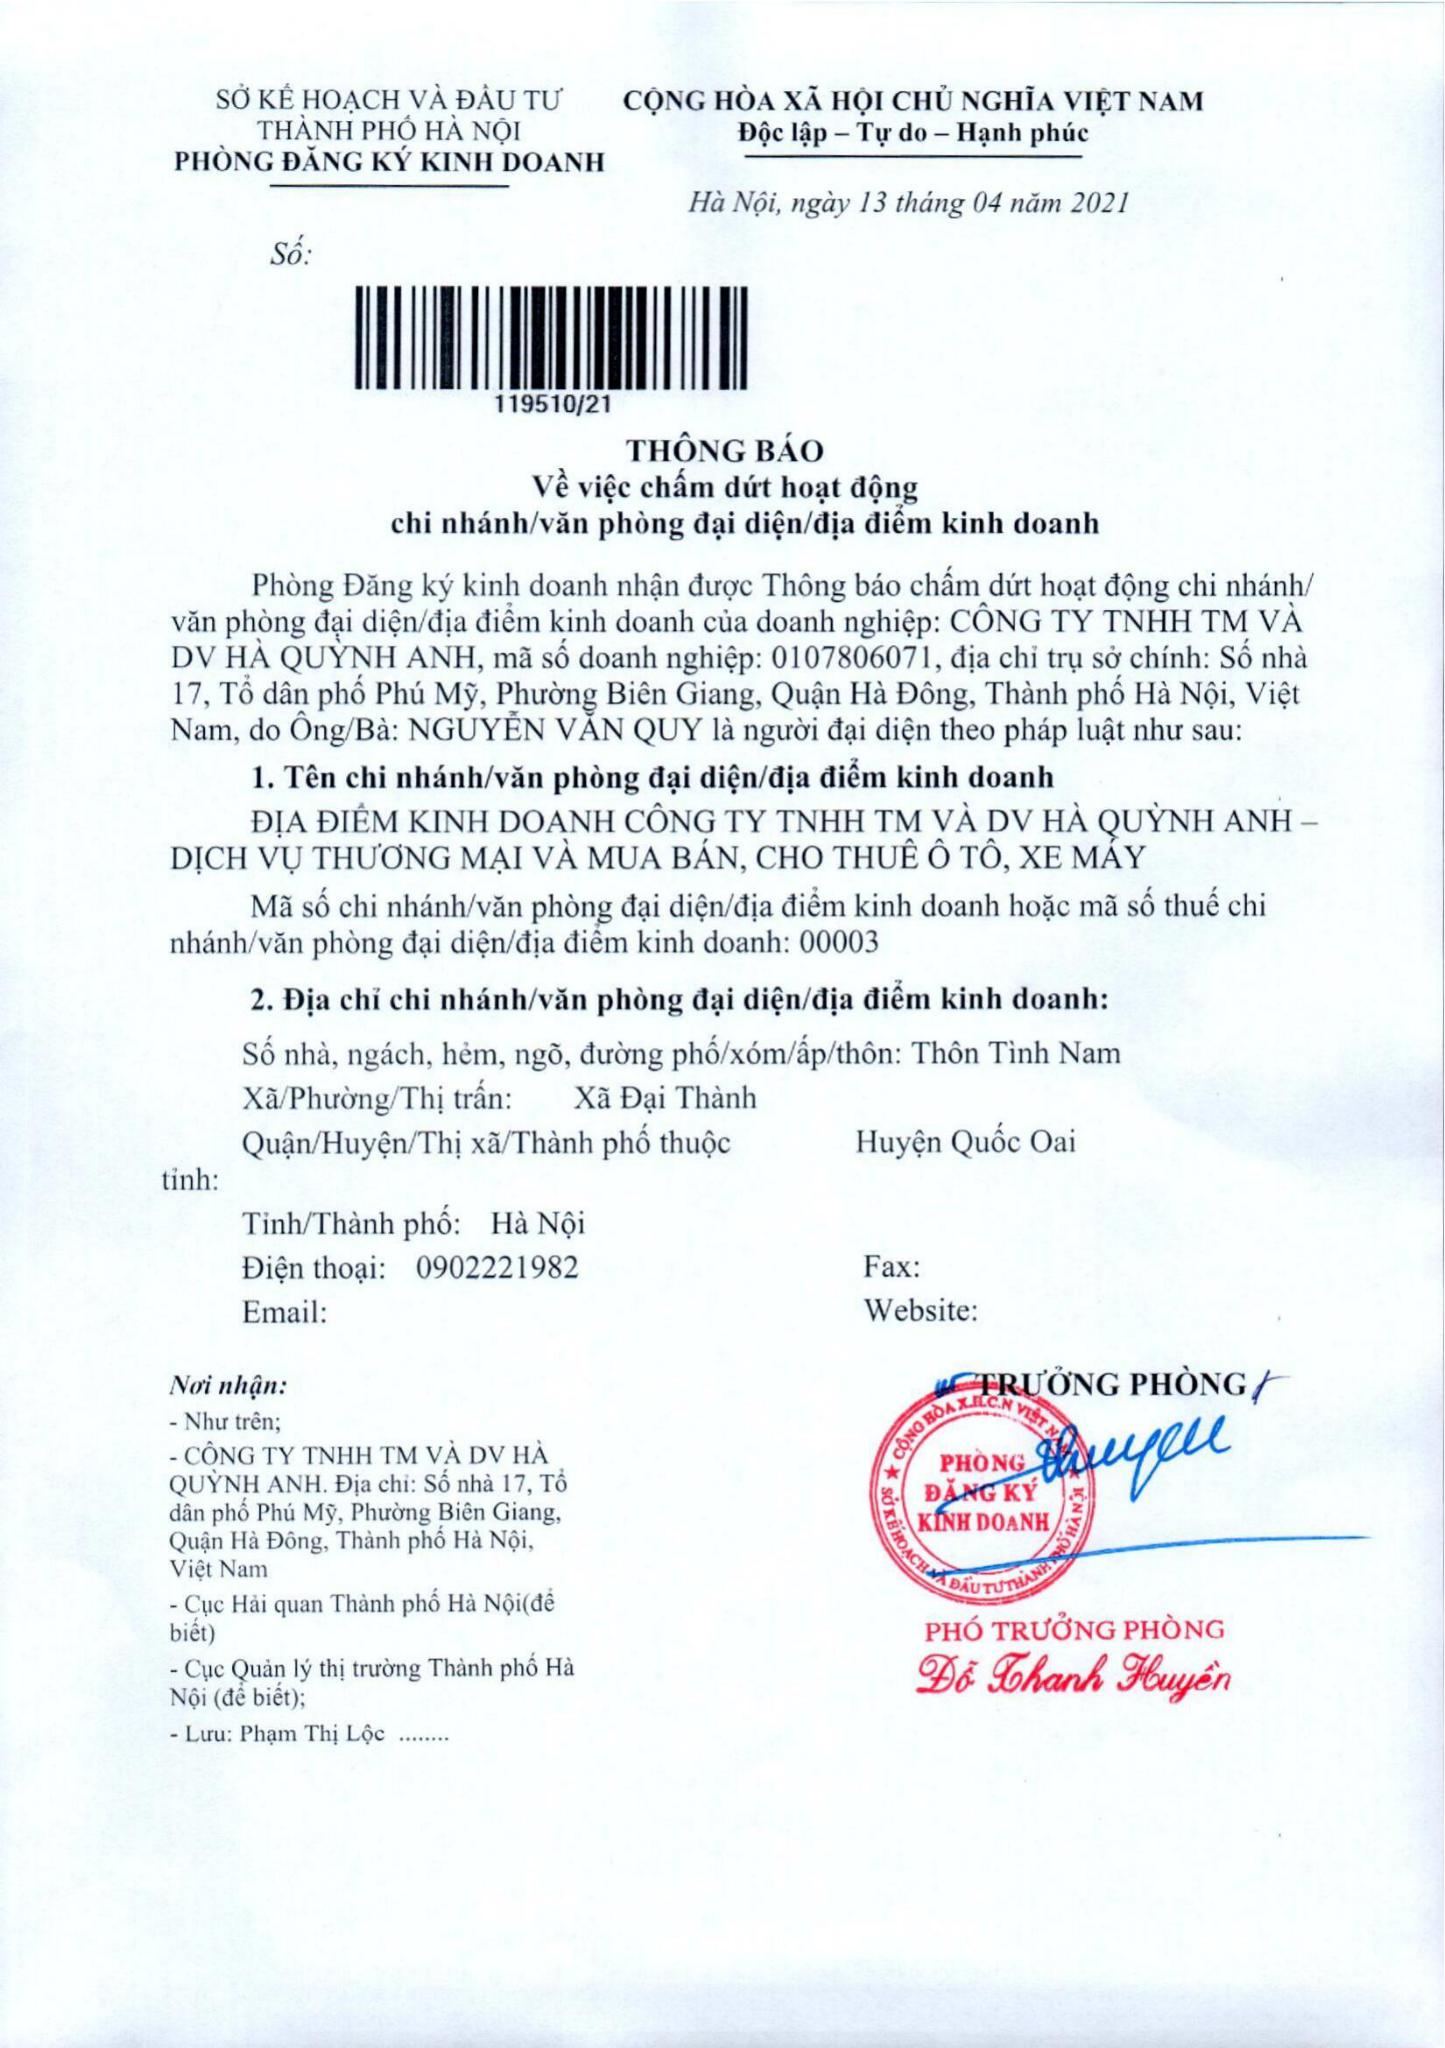 SỞ KẾ HOẠCH VÀ ĐẦU TƯ
THÀNH PHỐ HÀ NỘI
PHÒNG ĐĂNG KÝ KINH DOANH
CỘNG HÒA XÃ HỘI CHỦ NGHĨA VIỆT NAM
Độc lập – Tự do – Hạnh phúc
Hà Nội, ngày 13 tháng 04 năm 2021
Số:
119510/21
THÔNG BÁO
Về việc chấm dứt hoạt động
chi nhánh/văn phòng đại diện/địa điểm kinh doanh
Phòng Đăng ký kinh doanh nhận được Thông báo chấm dứt hoạt động chi nhánh/
văn phòng đại diện/địa điểm kinh doanh của doanh nghiệp: CÔNG TY TNHH TM VÀ
DV HÀ QUỲNH ANH, mã số doanh nghiệp: 0107806071, địa chỉ trụ sở chính: Số nhà
17, Tổ dân phố Phú Mỹ, Phường Biên Giang, Quận Hà Đông, Thành phố Hà Nội, Việt
Nam, do Ông/Bà: NGUYỄN VĂN QUY là người đại diện theo pháp luật như sau:
1. Tên chi nhánh/văn phòng đại diện/địa điểm kinh doanh
ĐỊA ĐIỂM KINH DOANH CÔNG TY TNHH TM VÀ DV HÀ QUỲNH ANH –
DỊCH VỤ THƯƠNG MẠI VÀ MUA BÁN, CHO THUÊ Ô TÔ, XE MÁY
Mã số chi nhánh/văn phòng đại diện/địa điểm kinh doanh hoặc mã số thuế chi
nhánh/văn phòng đại diện/địa điểm kinh doanh: 00003
2. Địa chỉ chi nhánh/văn phòng đại diện/địa điểm kinh doanh:
Số nhà, ngách, hẻm, ngõ, đường phố/xóm/ấp/thôn: Thôn Tình Nam
Xã/Phường/Thị trấn: Xã Đại Thành
Quận/Huyện/Thị xã/Thành phố thuộc Huyện Quốc Oai
tỉnh:
Tỉnh/Thành phố: Hà Nội
Điện thoại: 0902221982 Fax:
Email: Website:
Nơi nhận:
- Như trên;
- CÔNG TY TNHH TM VÀ DV HÀ
QUỲNH ANH. Địa chỉ: Số nhà 17, Tổ
dân phố Phú Mỹ, Phường Biên Giang,
Quận Hà Đông, Thành phố Hà Nội,
Việt Nam
- Cục Hải quan Thành phố Hà Nội(để
biết)
- Cục Quản lý thị trường Thành phố Hà
Nội (để biết);
- Lưu: Phạm Thị Lộc ........
TRƯỞNG PHÒNG
CỘNG HÒA X.H.C.N VIỆT NAM
PHÒNG
ĐĂNG KÝ
KINH DOANH
SỞ KẾ HOẠCH VÀ ĐẦU TƯ THÀNH PHỐ HÀ NỘI
PHÓ TRƯỞNG PHÒNG
Đỗ Thanh Huyền